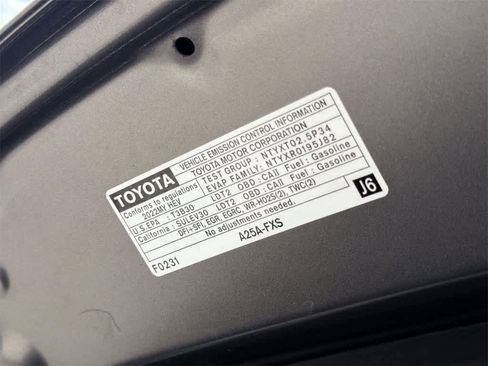 TOYOTA
VEHICLE EMISSION CONTROL INFORMATION
TOYOTA MOTOR CORPORATION
TEST GROUP : NTYXT02.5P34
EVAP FAMILY: NTYXR0195J82
Conforms to regulations
2022MY HEV
U.S EPA : T3B30 LDT2 OBD :CAII Fuel : Gasoline
California : SULEV30 LDT2 OBD :CAII Fuel : Gasoline
DFI+SFI, EGR, EGRC, WR-HO2S(2), TWC(2)
No adjustments needed.
J6
F0231
A25A-FXS